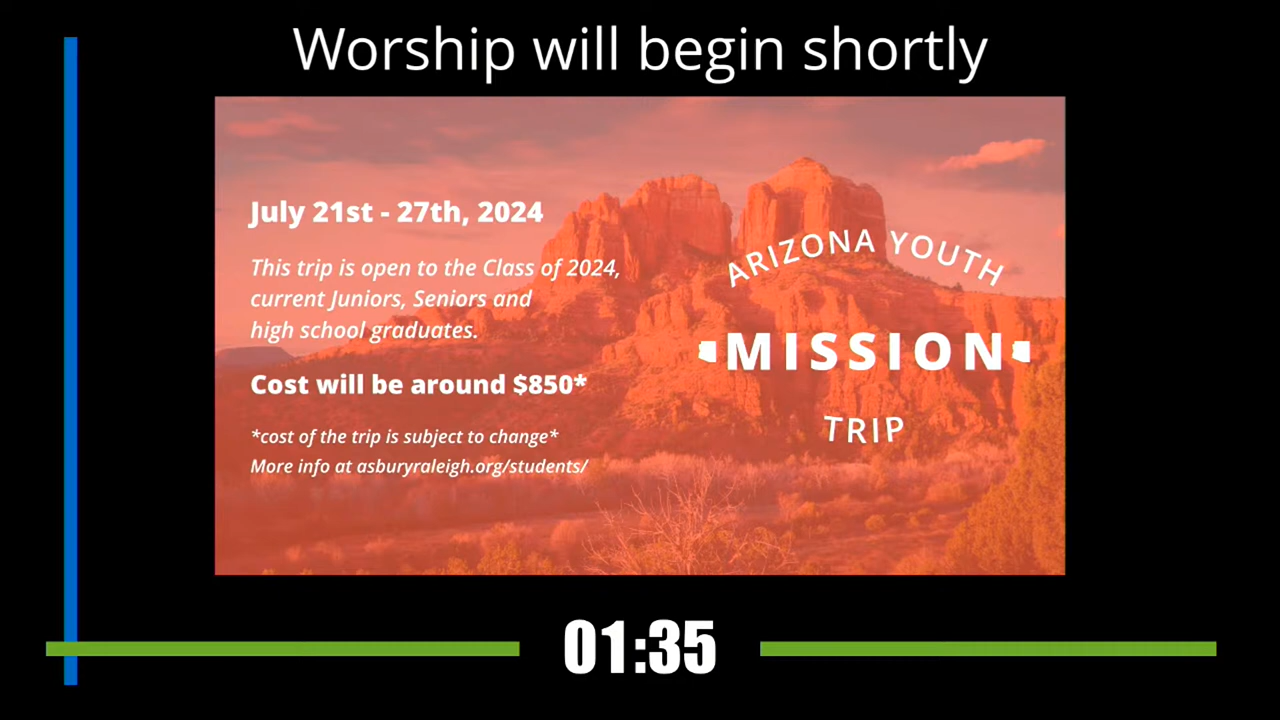 Worship will begin shortly
July 21st - 27th, 2024
This trip is open to the Class of 2024,
current Juniors, Seniors and
high school graduates.
Cost will be around $850*
*cost of the trip is subject to change*
More info at asburyraleigh.org/students/
ARIZONA YOUTH
MISSION
TRIP
01:35